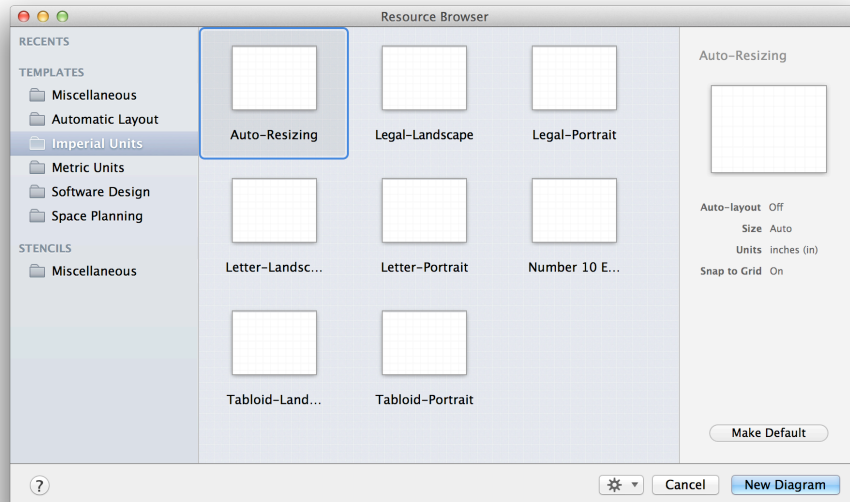 Resource Browser
RECENTS
TEMPLATES
Miscellaneous
Automatic Layout
Imperial Units
Metric Units
Software Design
Space Planning
STENCILS
Miscellaneous
Auto-Resizing
Legal-Landscape
Legal-Portrait
Letter-Landsc...
Letter-Portrait
Number 10 E...
Tabloid-Land...
Tabloid-Portrait
Auto-Resizing
Auto-layout Off
Size Auto
Units inches (in)
Snap to Grid On
Make Default
?
Cancel
New Diagram